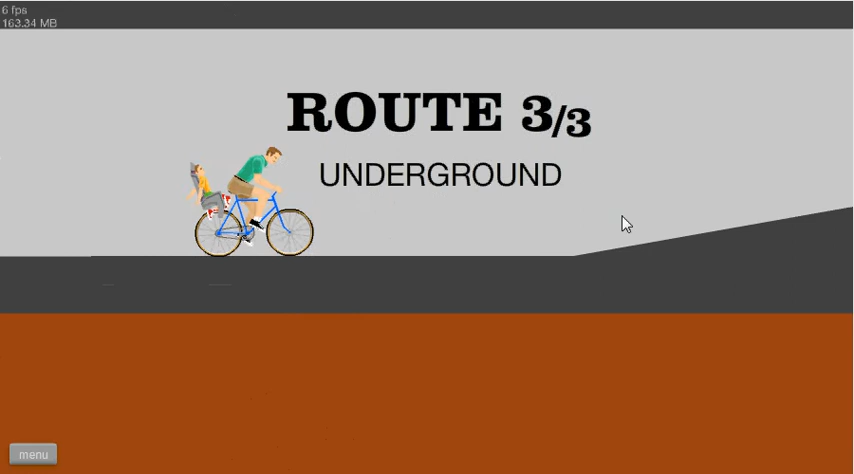 6 fps
163.34 MB
ROUTE 3/3
UNDERGROUND
menu